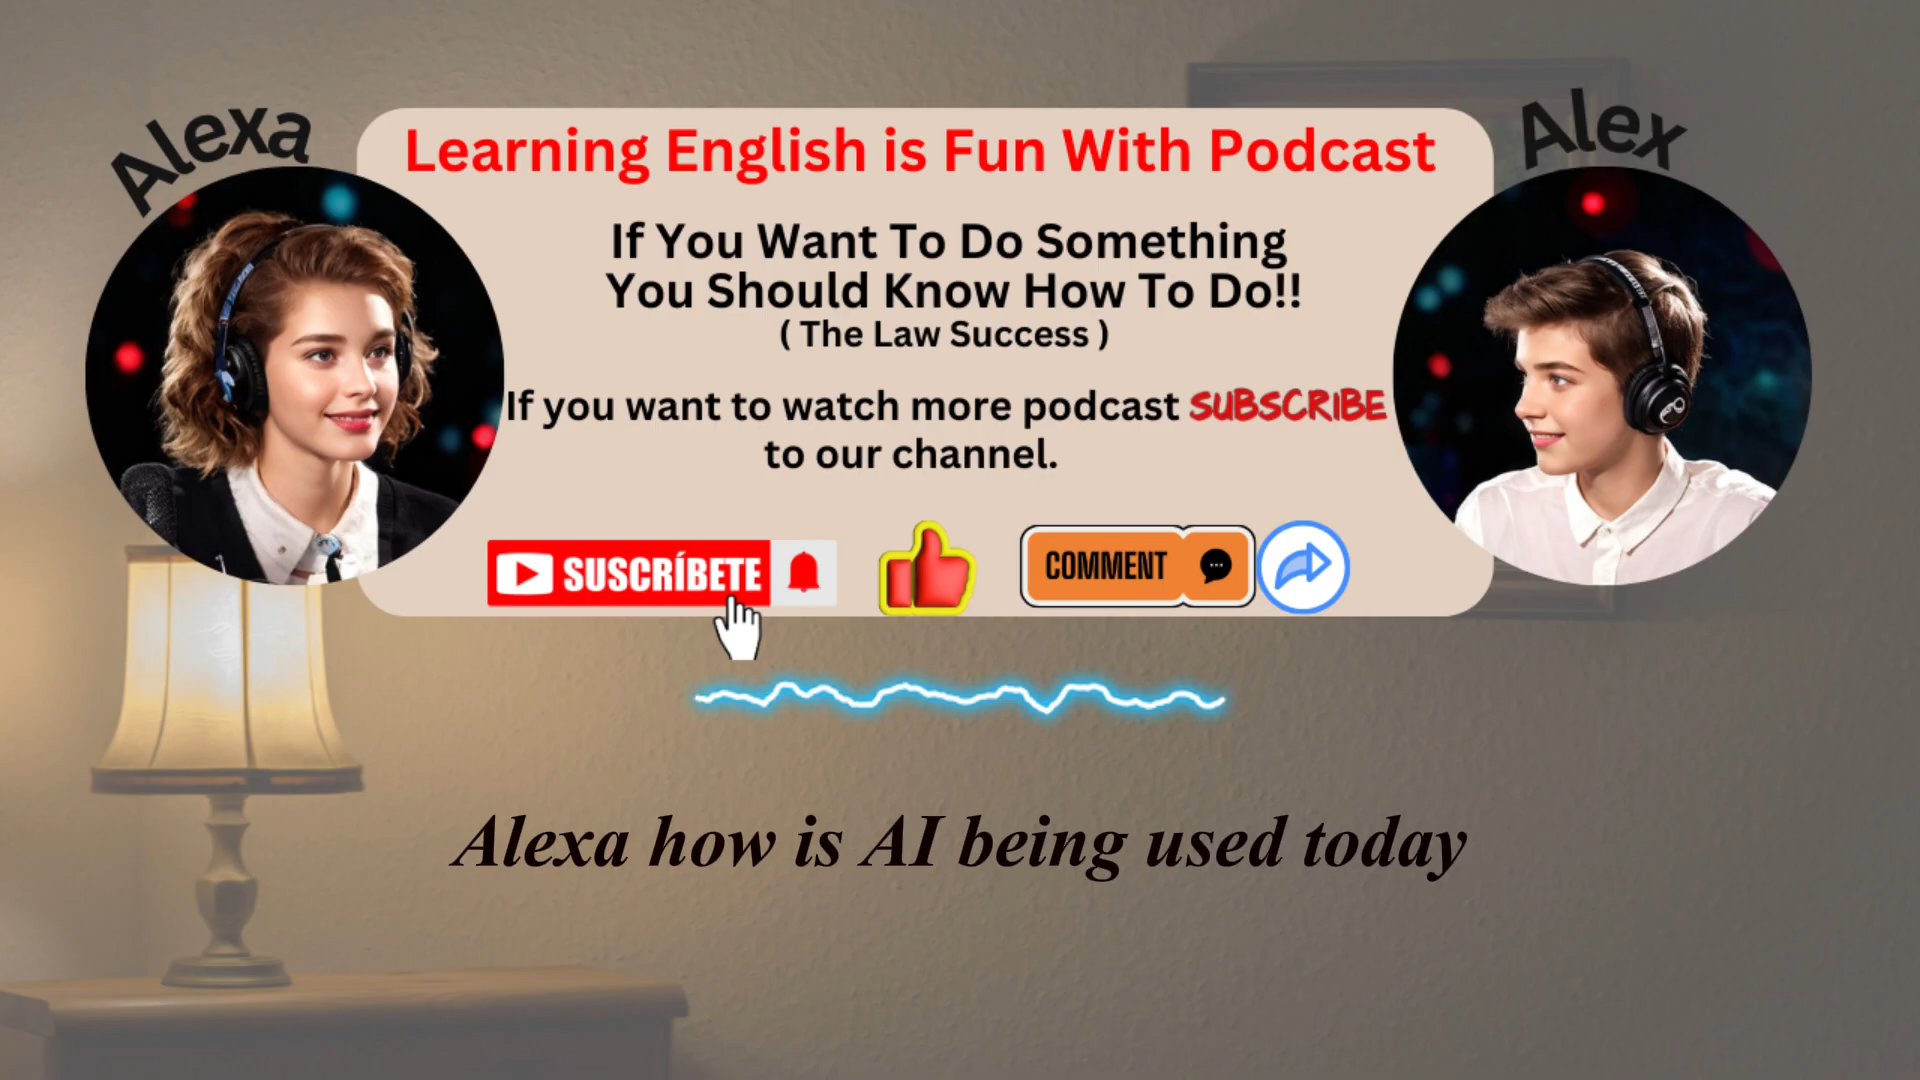 Alexa
Alex
Learning English is Fun With Podcast
If You Want To Do Something
You Should Know How To Do!!
( The Law Success )
If you want to watch more podcast SUBSCRIBE
to our channel.
SUSCRÍBETE
COMMENT
Alexa how is AI being used today